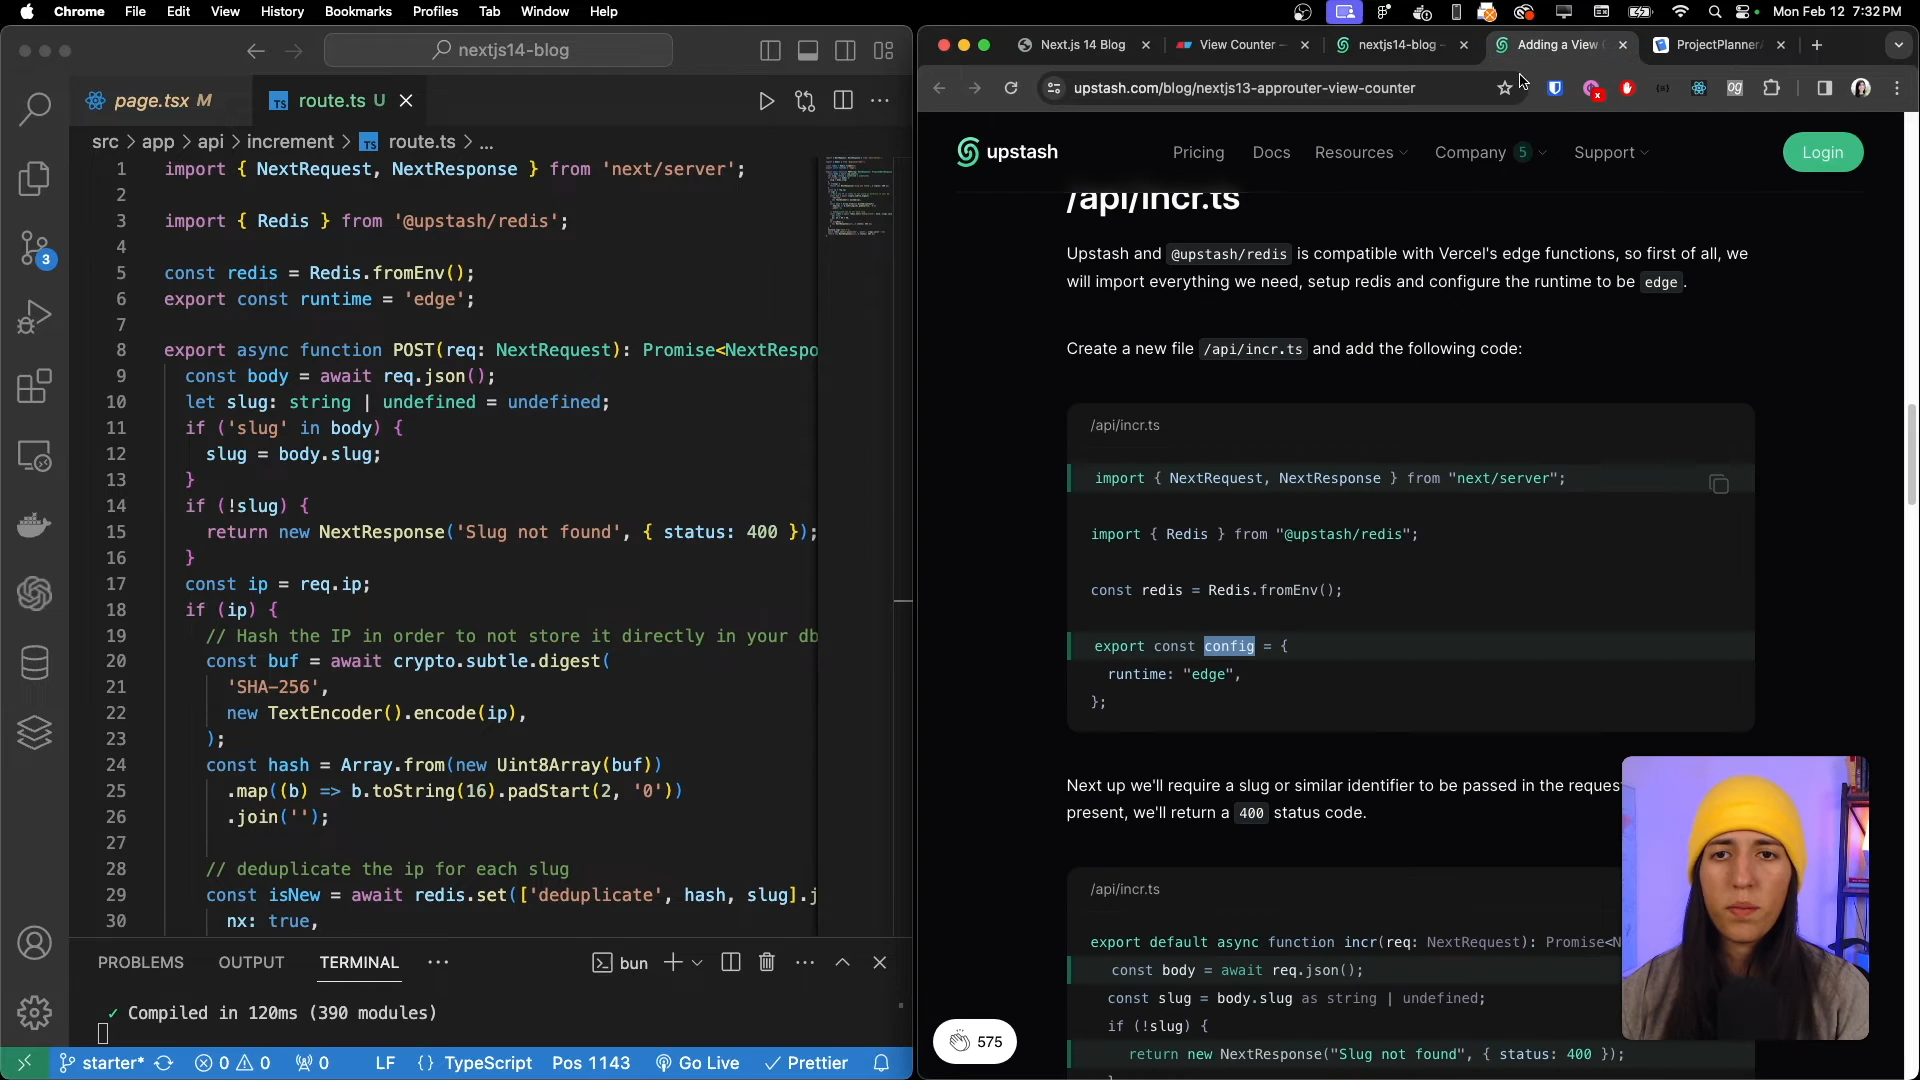 Chrome File Edit View History Bookmarks Profiles Tab Window Help
Mon Feb 12 7:32 PM
nextjs14-blog
page.tsx M
TS route.ts U
src > app > api > increment > TS route.ts > ...
1 import { NextRequest, NextResponse } from 'next/server';
2
3 import { Redis } from '@upstash/redis';
4
5 const redis = Redis.fromEnv();
6 export const runtime = 'edge';
7
8 export async function POST(req: NextRequest): Promise<NextRespo
9 const body = await req.json();
10 let slug: string | undefined = undefined;
11 if ('slug' in body) {
12 slug = body.slug;
13 }
14 if (!slug) {
15 return new NextResponse('Slug not found', { status: 400 });
16 }
17 const ip = req.ip;
18 if (ip) {
19 // Hash the IP in order to not store it directly in your db
20 const buf = await crypto.subtle.digest(
21 'SHA-256',
22 new TextEncoder().encode(ip),
23 );
24 const hash = Array.from(new Uint8Array(buf))
25 .map((b) => b.toString(16).padStart(2, '0'))
26 .join('');
27
28 // deduplicate the ip for each slug
29 const isNew = await redis.set(['deduplicate', hash, slug].j
30 nx: true,
3
PROBLEMS OUTPUT TERMINAL ... bun
✓ Compiled in 120ms (390 modules)
starter* 0 0 0 LF {} TypeScript Pos 1143 Go Live Prettier
Next.js 14 Blog
View Counter
nextjs14-blog -
Adding a View C
ProjectPlanner
upstash.com/blog/nextjs13-approuter-view-counter
og
upstash
Pricing Docs Resources Company 5 Support Login
/api/incr.ts
Upstash and @upstash/redis is compatible with Vercel's edge functions, so first of all, we
will import everything we need, setup redis and configure the runtime to be edge .
Create a new file /api/incr.ts and add the following code:
/api/incr.ts
import { NextRequest, NextResponse } from "next/server";
import { Redis } from "@upstash/redis";
const redis = Redis.fromEnv();
export const config = {
runtime: "edge",
};
Next up we'll require a slug or similar identifier to be passed in the reques
present, we'll return a 400 status code.
/api/incr.ts
export default async function incr(req: NextRequest): Promise<N
const body = await req.json();
const slug = body.slug as string | undefined;
if (!slug) {
return new NextResponse("Slug not found", { status: 400 });
575